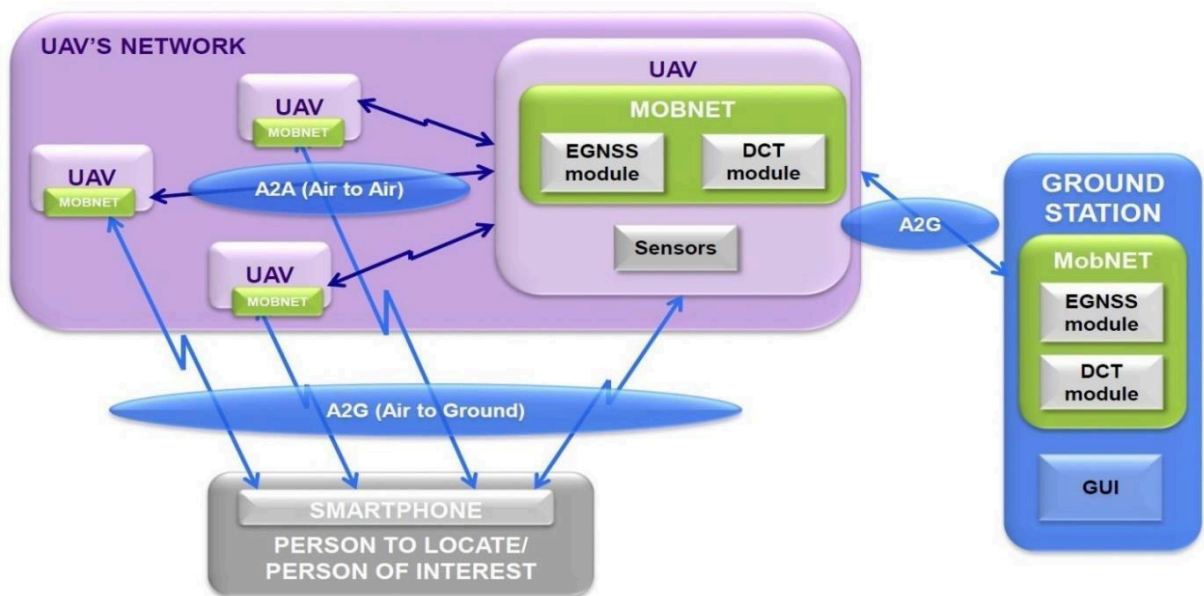 UAV'S NETWORK
UAV
MOBNET
UAV
MOBNET
UAV
MOBNET
A2A (Air to Air)
UAV
MOBNET
EGNSS
module
DCT
module
Sensors
A2G
GROUND
STATION
MobNET
EGNSS
module
DCT
module
GUI
A2G (Air to Ground)
SMARTPHONE
PERSON TO LOCATE/
PERSON OF INTEREST